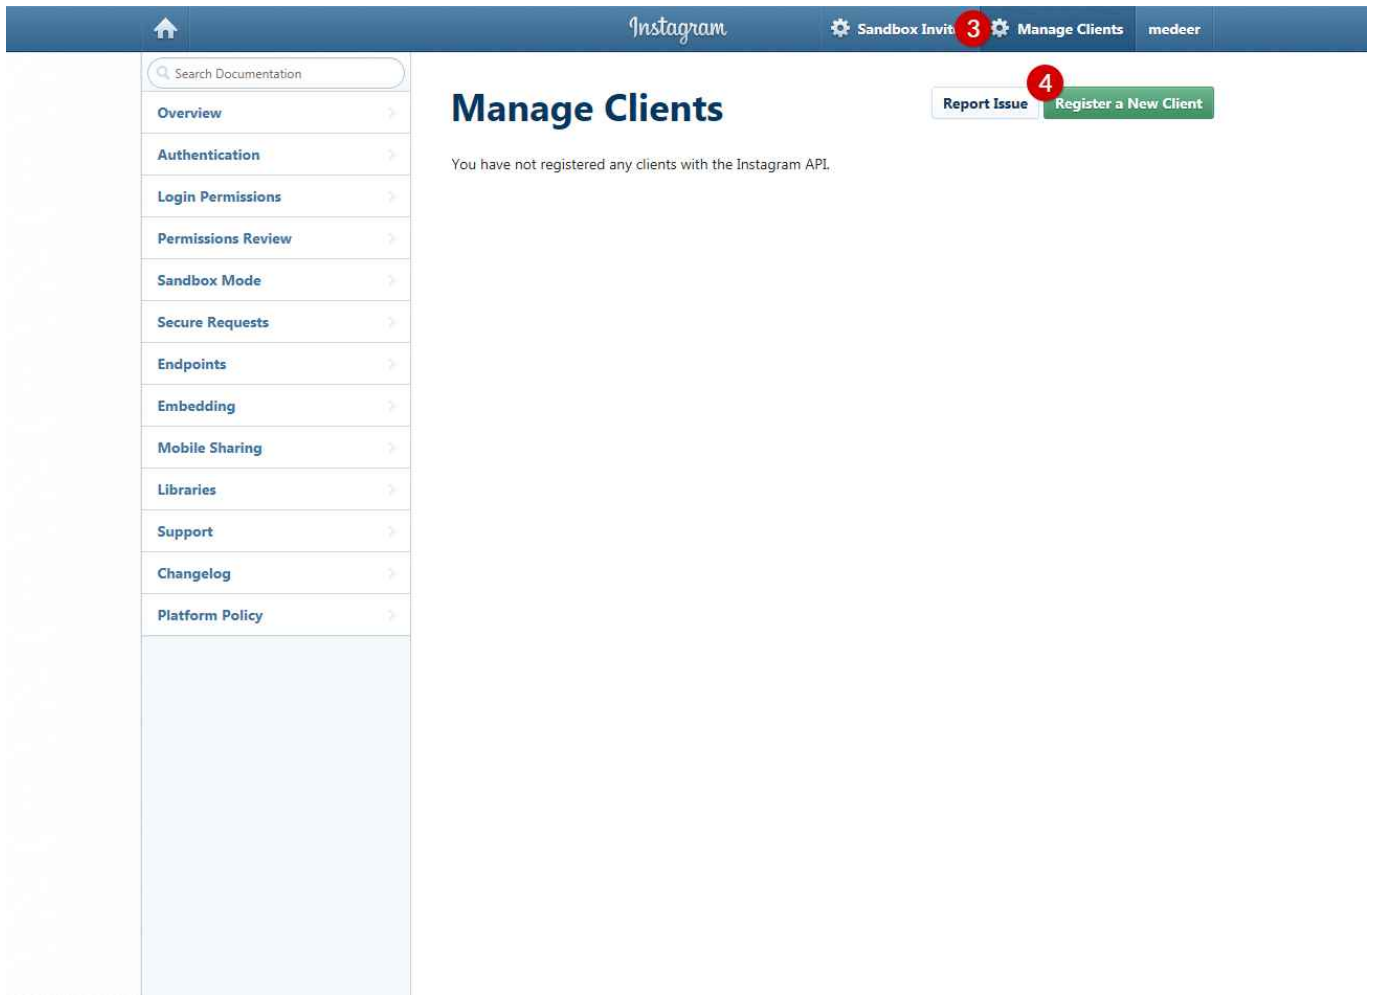 Instagram
Sandbox Invit
3
Manage Clients
medeer
Search Documentation
Overview
Authentication
Login Permissions
Permissions Review
Sandbox Mode
Secure Requests
Endpoints
Embedding
Mobile Sharing
Libraries
Support
Changelog
Platform Policy
Manage Clients
Report Issue
4
Register a New Client
You have not registered any clients with the Instagram API.